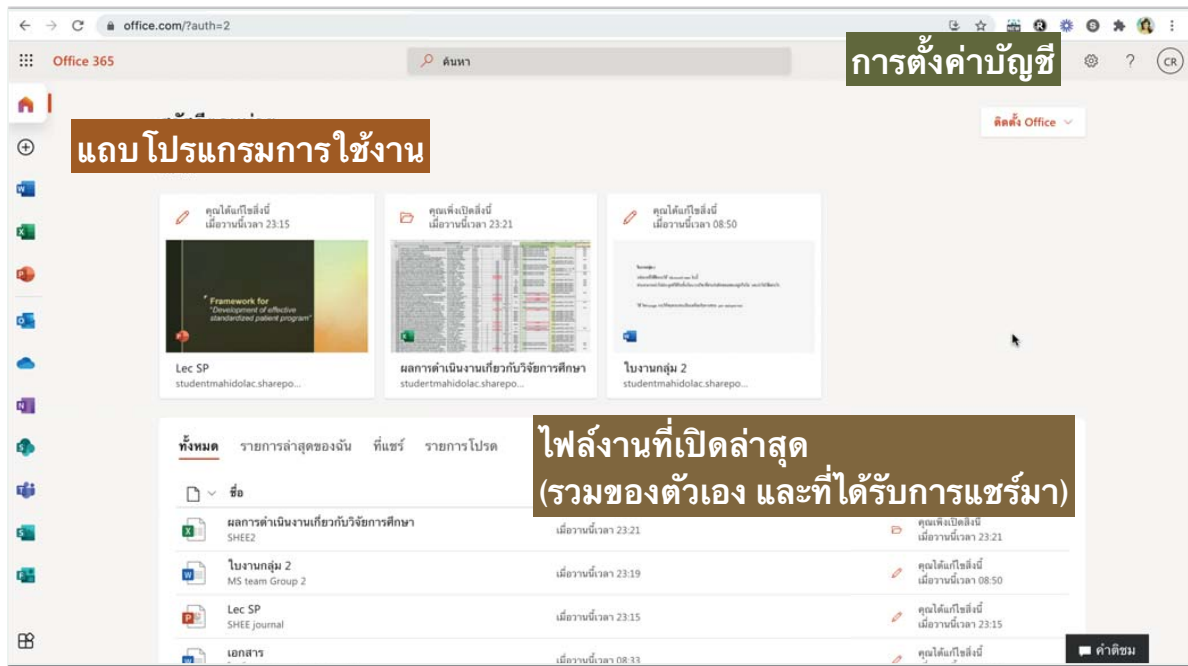 office.com/?auth=2
Office 365
ค้นหา
การตั้งค่าบัญชี
CR
ติดตั้ง Office
แถบโปรแกรมการใช้งาน
คุณได้แก้ไขสิ่งนี้
เมื่อวานนี้เวลา 23:15
คุณเพิ่งเปิดสิ่งนี้
เมื่อวานนี้เวลา 23:21
คุณได้แก้ไขสิ่งนี้
เมื่อวานนี้เวลา 08:50
Framework for
"Development of effective
standardized patient program"
Lec SP
studentmahidolac.sharepo...
ผลการดำเนินงานเกี่ยวกับวิจัยการศึกษา
studentmahidolac.sharepo...
ใบงานกลุ่ม 2
studentmahidolac.sharepo...
ทั้งหมด รายการล่าสุดของฉัน ที่แชร์ รายการโปรด
ไฟล์งานที่เปิดล่าสุด
(รวมของตัวเอง และที่ได้รับการแชร์มา)
ชื่อ
ผลการดำเนินงานเกี่ยวกับวิจัยการศึกษา
SHEE2
เมื่อวานนี้เวลา 23:21
คุณเพิ่งเปิดสิ่งนี้
เมื่อวานนี้เวลา 23:21
ใบงานกลุ่ม 2
MS team Group 2
เมื่อวานนี้เวลา 23:19
คุณได้แก้ไขสิ่งนี้
เมื่อวานนี้เวลา 08:50
Lec SP
SHEE journal
เมื่อวานนี้เวลา 23:15
คุณได้แก้ไขสิ่งนี้
เมื่อวานนี้เวลา 23:15
เอกสาร
เมื่อวานนี้เวลา 08:33
คุณได้แก้ไขสิ่งนี้
คำติชม